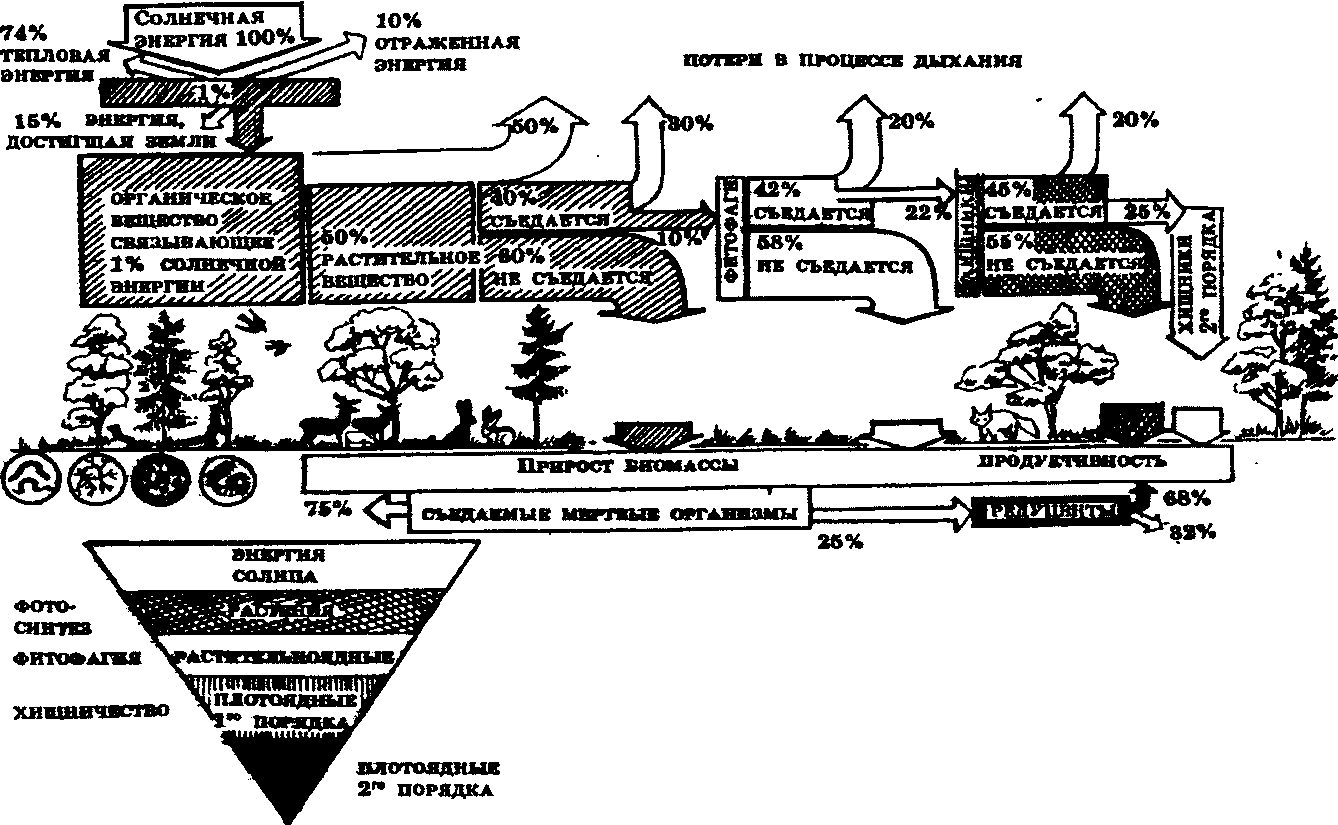 74%
ТЕПЛОВАЯ
ЭНЕРГИЯ
СОЛНЕЧНАЯ
ЭНЕРГИЯ 100%
10%
ОТРАЖЕННАЯ
ЭНЕРГИЯ
1%
15% ЭНЕРГИЯ,
ДОСТИГШАЯ ЗЕМЛИ
ПОТЕРИ В ПРОЦЕССЕ ДЫХАНИЯ
50%
30%
20%
20%
ОРГАНИЧЕСКОЕ
ВЕЩЕСТВО
СВЯЗЫВАЮЩЕЕ
1% СОЛНЕЧНОЙ
ЭНЕРГИИ
50%
РАСТИТЕЛЬНОЕ
ВЕЩЕСТВО
40%
СЪЕДАЕТСЯ
10%
60%
НЕ СЪЕДАЕТСЯ
ФИТОФАГИ
42%
СЪЕДАЕТСЯ
22%
58%
НЕ СЪЕДАЕТСЯ
ХИЩНИКИ
45%
СЪЕДАЕТСЯ
25%
55%
НЕ СЪЕДАЕТСЯ
ХИЩНИКИ
2го ПОРЯДКА
ПРИРОСТ БИОМАССЫ
ПРОДУКТИВНОСТЬ
75%
СЪЕДАЕМЫЕ МЕРТВЫЕ ОРГАНИЗМЫ
25%
РЕДУЦЕНТЫ
68%
32%
ЭНЕРГИЯ
СОЛНЦА
ФОТО-
СИНТЕЗ
РАСТЕНИЯ
ФИТОФАГИЯ
РАСТИТЕЛЬНОЯДНЫЕ
ХИЩНИЧЕСТВО
ПЛОТОЯДНЫЕ
1го ПОРЯДКА
ПЛОТОЯДНЫЕ
2го ПОРЯДКА